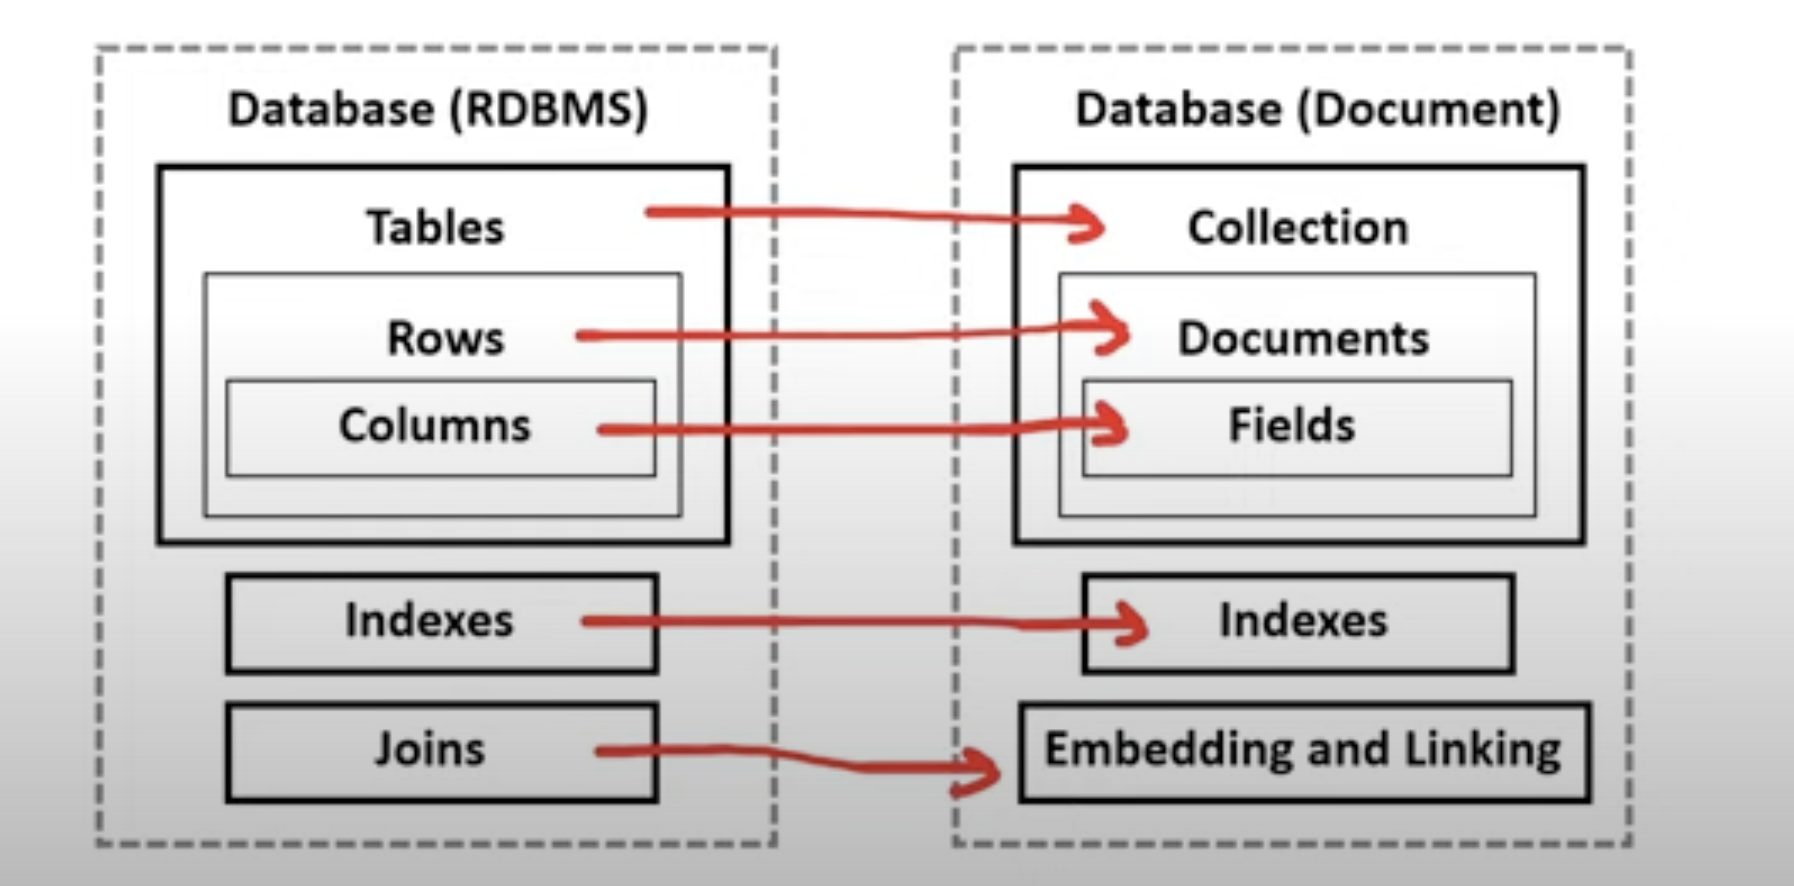 Database (RDBMS)
Tables
Rows
Columns
Indexes
Joins
Database (Document)
Collection
Documents
Fields
Indexes
Embedding and Linking